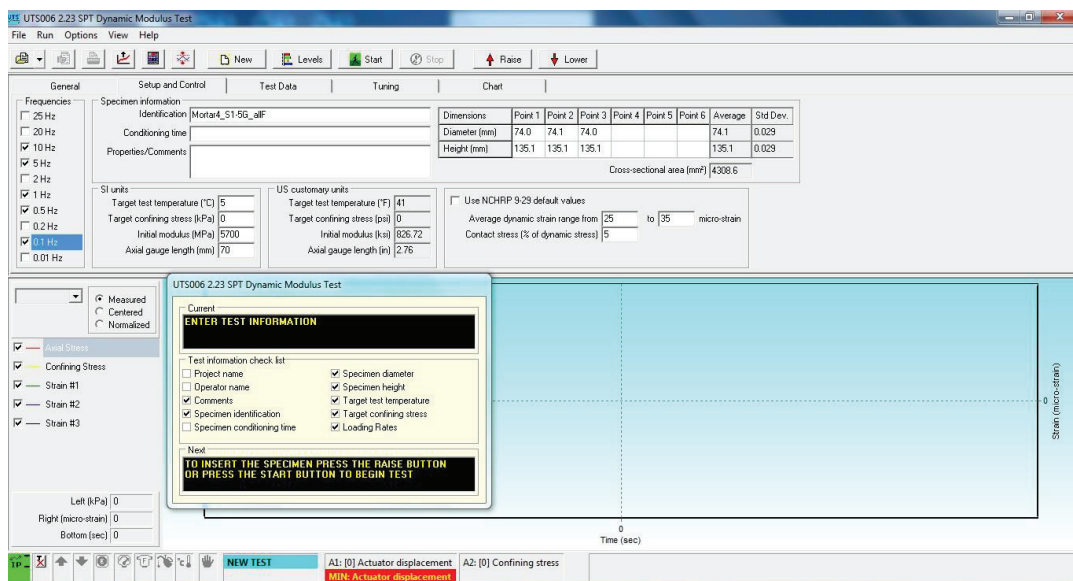 UTS006 2.23 SPT Dynamic Modulus Test
File Run Options View Help
New Levels Start Stop Raise Lower
General Setup and Control Test Data Tuning Chart
Frequencies
25 Hz
20 Hz
10 Hz
5 Hz
2 Hz
1 Hz
0.5 Hz
0.2 Hz
0.1 Hz
0.01 Hz
Specimen information
Identification Mortar4_S1-5G_allF
Conditioning time
Properties/Comments
Dimensions Point 1 Point 2 Point 3 Point 4 Point 5 Point 6 Average Std Dev.
Diameter (mm) 74.0 74.1 74.0 74.1 0.029
Height (mm) 135.1 135.1 135.1 135.1 0.029
Cross-sectional area (mm²) 4308.6
SI units
Target test temperature (°C) 5
Target confining stress (kPa) 0
Initial modulus (MPa) 5700
Axial gauge length (mm) 70
US customary units
Target test temperature (°F) 41
Target confining stress (psi) 0
Initial modulus (ksi) 826.72
Axial gauge length (in) 2.76
Use NCHRP 9-29 default values
Average dynamic strain range from 25 to 35 micro-strain
Contact stress (% of dynamic stress) 5
Measured
Centered
Normalized
Axial Stress
Confining Stress
Strain #1
Strain #2
Strain #3
Left (kPa) 0
Right (micro-strain) 0
Bottom (sec) 0
UTS006 2.23 SPT Dynamic Modulus Test
Current
ENTER TEST INFORMATION
Test information check list
Project name
Operator name
Comments
Specimen identification
Specimen conditioning time
Specimen diameter
Specimen height
Target test temperature
Target confining stress
Loading Rates
Next
TO INSERT THE SPECIMEN PRESS THE RAISE BUTTON
OR PRESS THE START BUTTON TO BEGIN TEST
0
Strain (micro-strain)
0
Time (sec)
IP
NEW TEST
A1: [0] Actuator displacement A2: [0] Confining stress
MIN: Actuator displacement